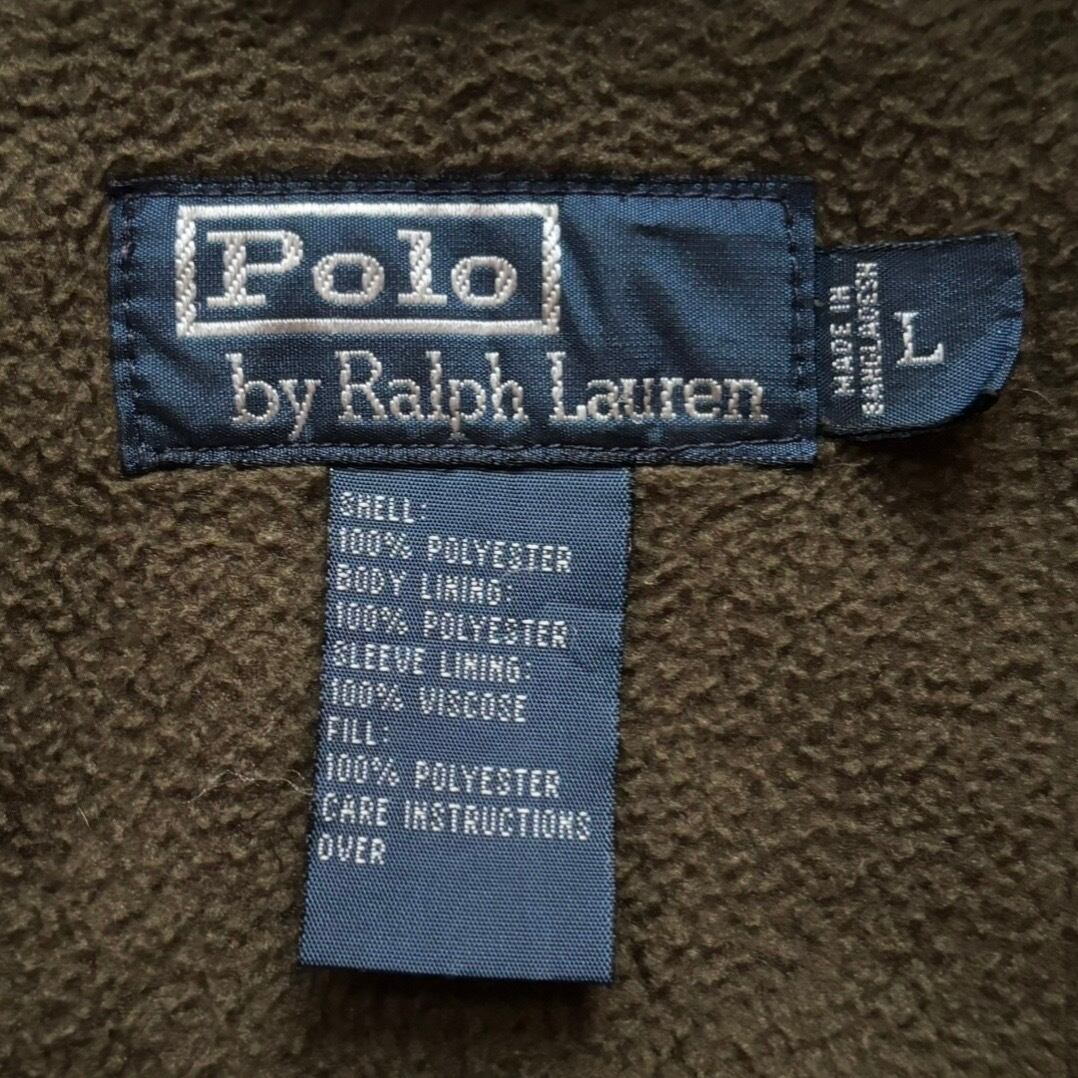 Polo
by Ralph Lauren
MADE IN
BANGLADESH
L
SHELL:
100% POLYESTER
BODY LINING:
100% POLYESTER
SLEEVE LINING:
100% VISCOSE
FILL:
100% POLYESTER
CARE INSTRUCTIONS
OVER